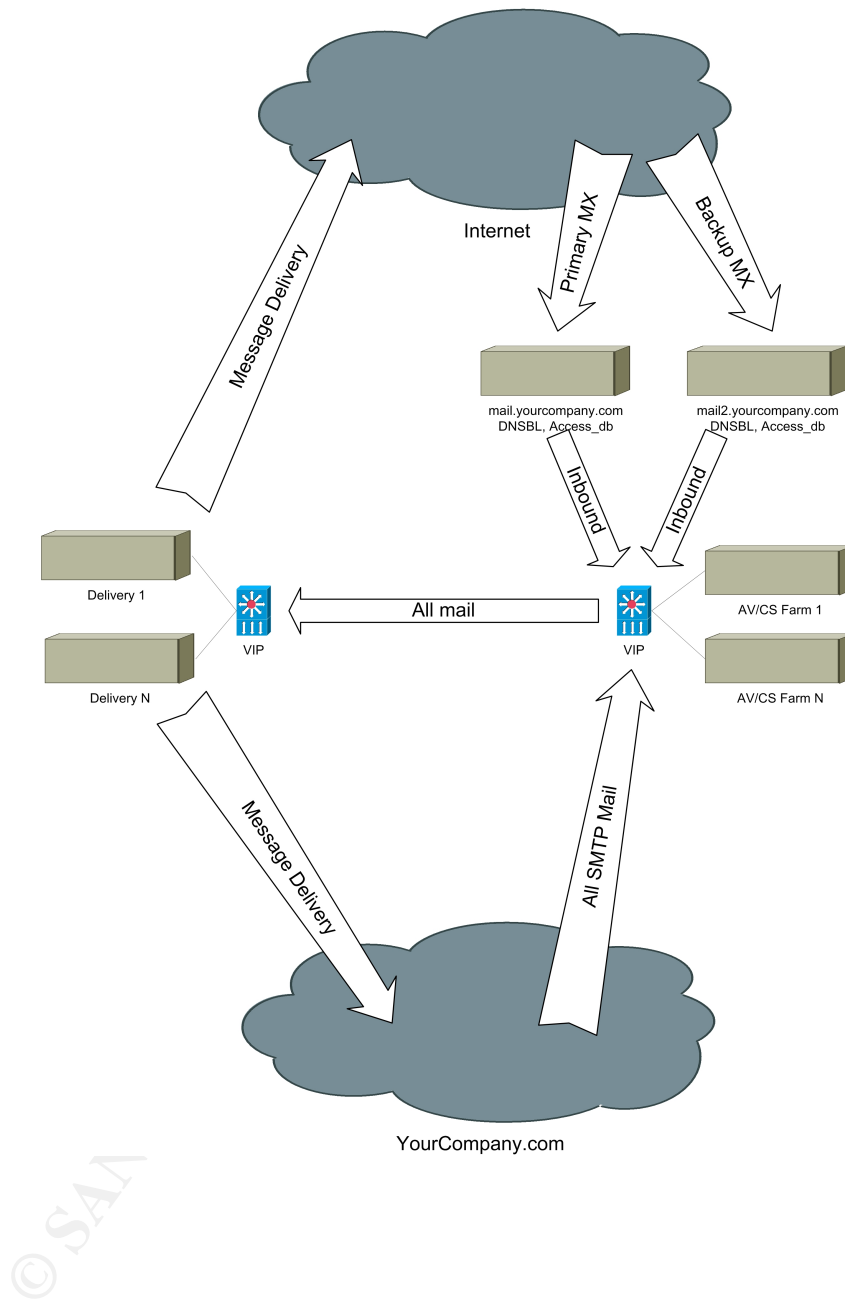 Internet
Primary MX
Backup MX
Message Delivery
mail.yourcompany.com
DNSBL, Access_db
mail2.yourcompany.com
DNSBL, Access_db
Inbound
Inbound
Delivery 1
VIP
All mail
VIP
AV/CS Farm 1
Delivery N
AV/CS Farm N
Message Delivery
All SMTP Mail
YourCompany.com
© SAN